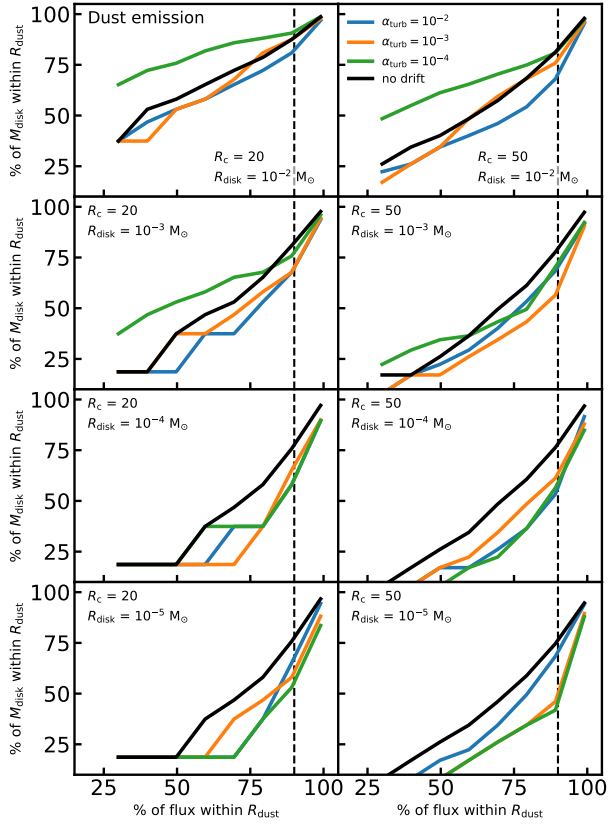 Dust emission
α_turb = 10^-2
α_turb = 10^-3
α_turb = 10^-4
no drift
100
75
50
25
% of M_disk within R_dust
R_c = 20
R_disk = 10^-2 M_⊙
R_c = 50
R_disk = 10^-2 M_⊙
100
75
50
25
% of M_disk within R_dust
R_c = 20
R_disk = 10^-3 M_⊙
R_c = 50
R_disk = 10^-3 M_⊙
100
75
50
25
% of M_disk within R_dust
R_c = 20
R_disk = 10^-4 M_⊙
R_c = 50
R_disk = 10^-4 M_⊙
100
75
50
25
% of M_disk within R_dust
R_c = 20
R_disk = 10^-5 M_⊙
R_c = 50
R_disk = 10^-5 M_⊙
25 50 75 100
25 50 75 100
% of flux within R_dust
% of flux within R_dust